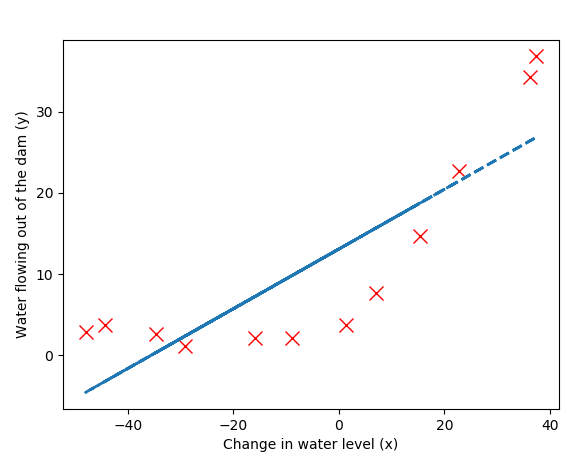 30
20
10
0
Water flowing out of the dam (y)
−40 −20 0 20 40
Change in water level (x)